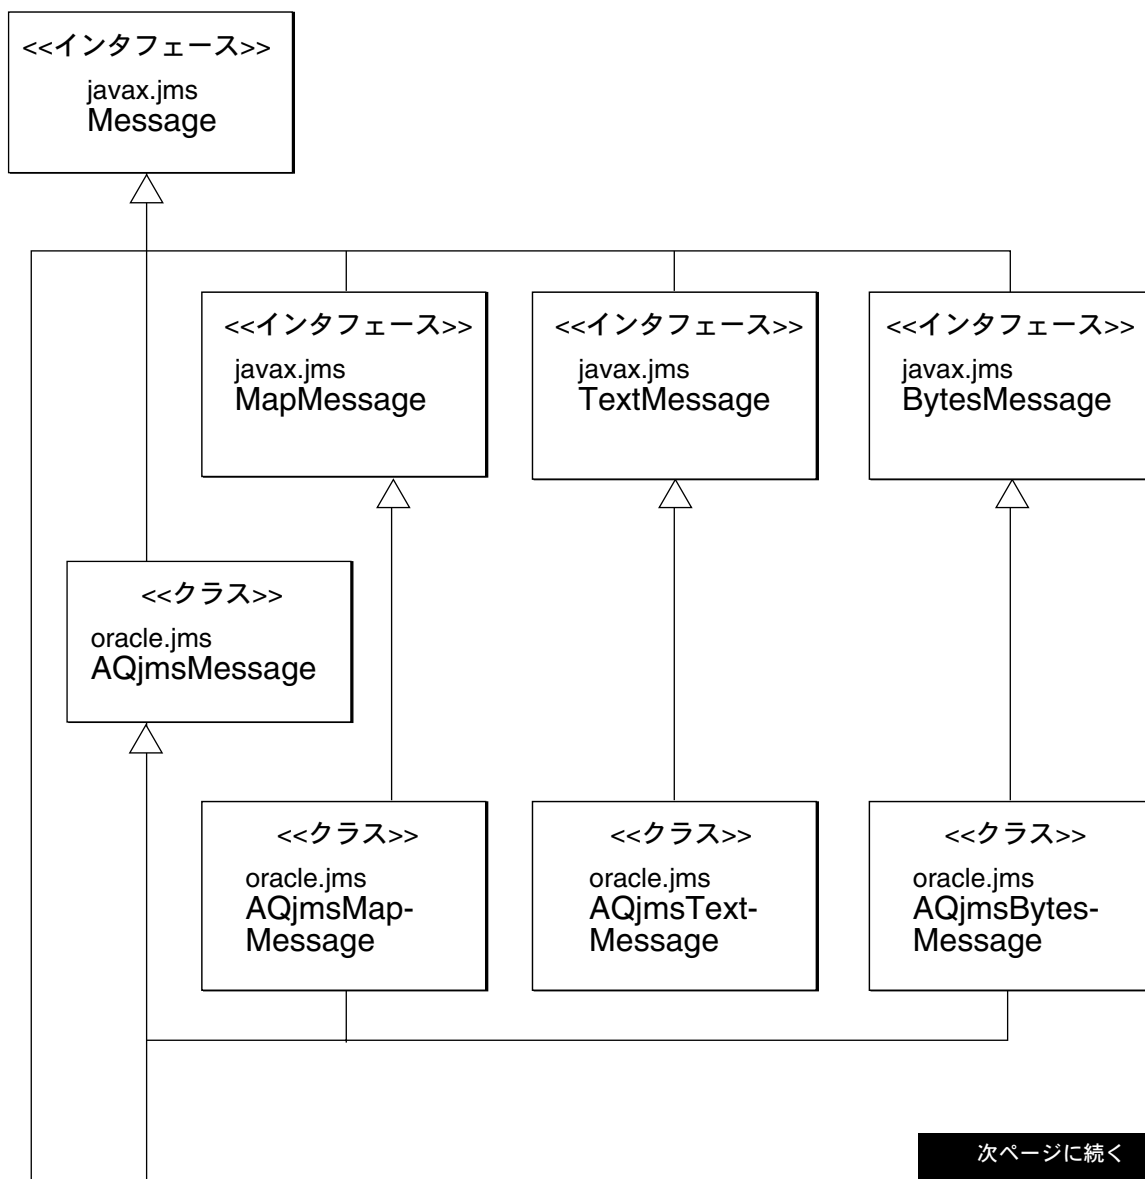 <<インタフェース>>
javax.jms
Message
<<インタフェース>>
javax.jms
MapMessage
<<インタフェース>>
javax.jms
TextMessage
<<インタフェース>>
javax.jms
BytesMessage
<<クラス>>
oracle.jms
AQjmsMessage
<<クラス>>
oracle.jms
AQjmsMap-
Message
<<クラス>>
oracle.jms
AQjmsText-
Message
<<クラス>>
oracle.jms
AQjmsBytes-
Message
次ページに続く